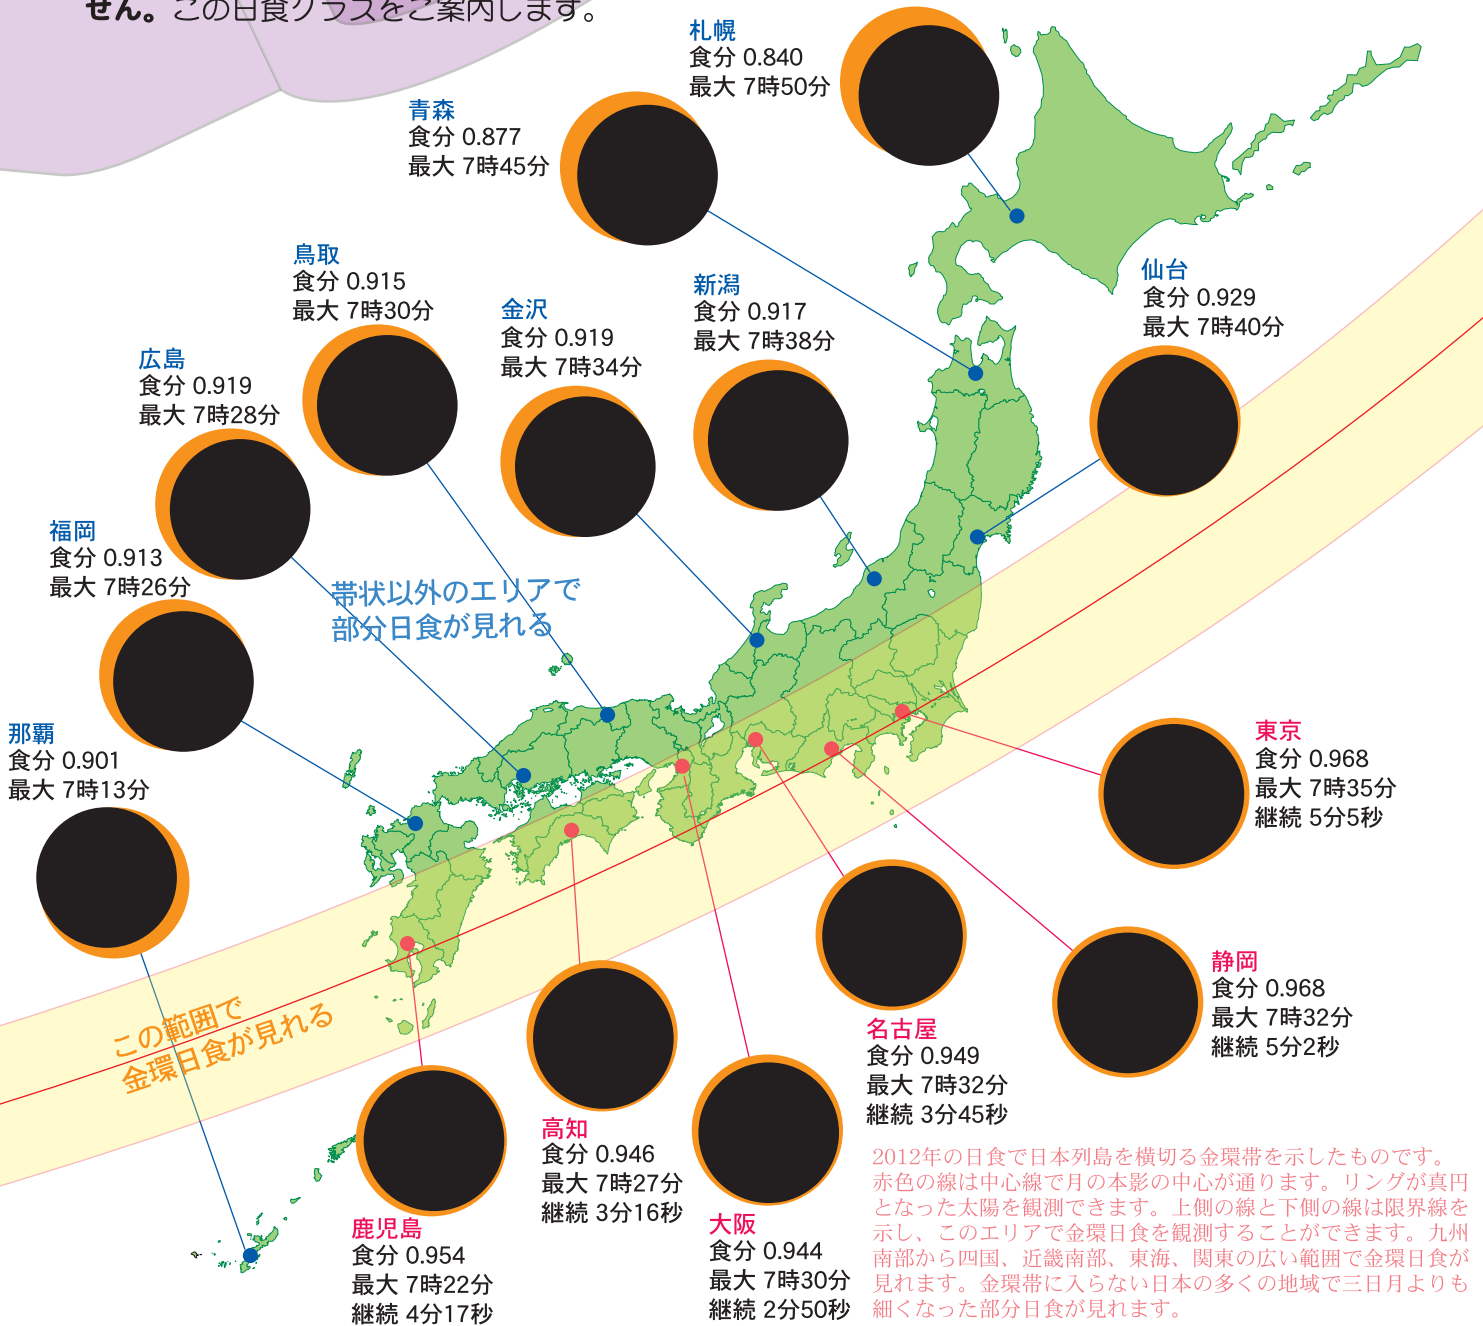 せん。この日食グラスをご案内します。
札幌
食分 0.840
最大 7時50分
青森
食分 0.877
最大 7時45分
鳥取
食分 0.915
最大 7時30分
金沢
食分 0.919
最大 7時34分
新潟
食分 0.917
最大 7時38分
仙台
食分 0.929
最大 7時40分
広島
食分 0.919
最大 7時28分
福岡
食分 0.913
最大 7時26分
帯状以外のエリアで
部分日食が見れる
那覇
食分 0.901
最大 7時13分
東京
食分 0.968
最大 7時35分
継続 5分5秒
静岡
食分 0.968
最大 7時32分
継続 5分2秒
この範囲で
金環日食が見れる
名古屋
食分 0.949
最大 7時32分
継続 3分45秒
高知
食分 0.946
最大 7時27分
継続 3分16秒
大阪
食分 0.944
最大 7時30分
継続 2分50秒
鹿児島
食分 0.954
最大 7時22分
継続 4分17秒
2012年の日食で日本列島を横切る金環帯を示したものです。
赤色の線は中心線で月の本影の中心が通ります。リングが真円
となった太陽を観測できます。上側の線と下側の線は限界線を
示し、このエリアで金環日食を観測することができます。九州
南部から四国、近畿南部、東海、関東の広い範囲で金環日食が
見れます。金環帯に入らない日本の多くの地域で三日月よりも
細くなった部分日食が見れます。